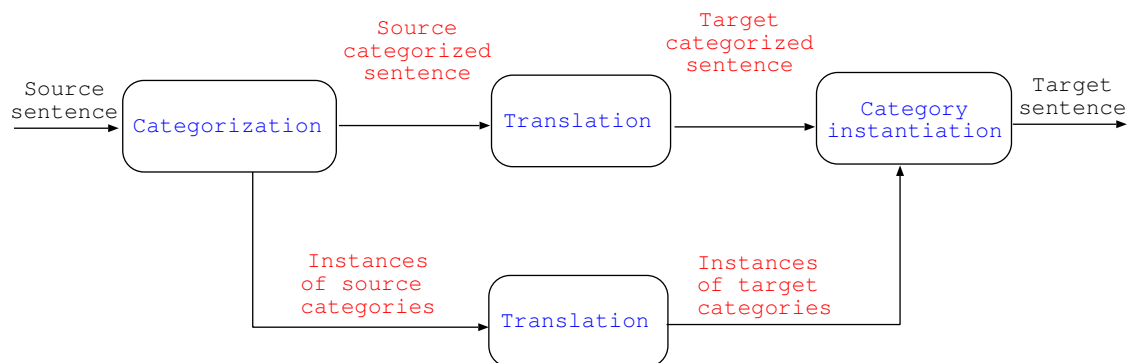 Source
sentence
Categorization
Source
categorized
sentence
Translation
Target
categorized
sentence
Category
instantiation
Target
sentence
Instances
of source
categories
Translation
Instances
of target
categories